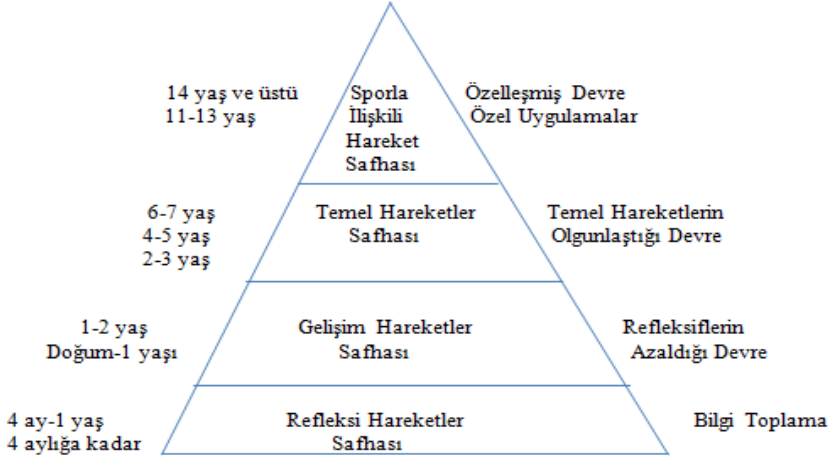 14 yaş ve üstü Sporla Özelleşmiş Devre
11-13 yaş İlişkili Özel Uygulamalar
Hareket
Safhası
6-7 yaş Temel Hareketler Temel Hareketlerin
4-5 yaş Safhası Olgunlaştığı Devre
2-3 yaş
1-2 yaş Gelişim Hareketler Refleksiflerin
Doğum-1 yaşı Safhası Azaldığı Devre
4 ay-1 yaş Refleksi Hareketler Bilgi Toplama
4 aylığa kadar Safhası